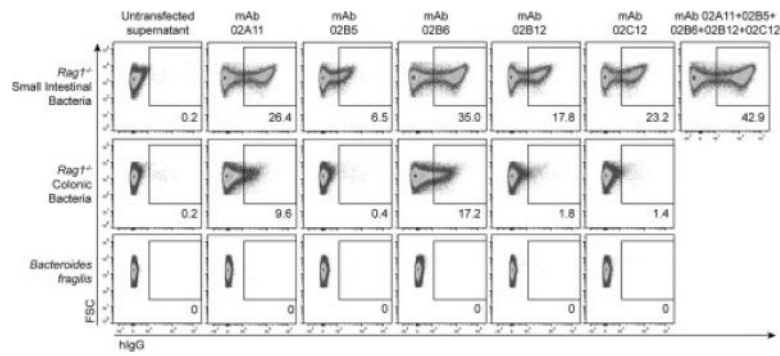 Untransfected supernatant
mAb 02A11
mAb 02B5
mAb 02B6
mAb 02B12
mAb 02C12
mAb 02A11+02B5+
02B6+02B12+02C12
Rag1-/-
Small Intestinal
Bacteria
0.2
26.4
6.5
35.0
17.8
23.2
42.9
Rag1-/-
Colonic
Bacteria
0.2
9.6
0.4
17.2
1.8
1.4
Bacteroides
fragilis
0
0
0
0
0
0
FSC
hIgG